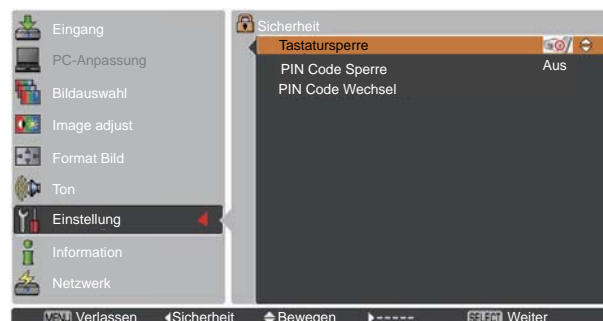 Eingang
PC-Anpassung
Bildauswahl
Image adjust
Format Bild
Ton
Einstellung
Information
Netzwerk
Sicherheit
Tastatursperre
PIN Code Sperre Aus
PIN Code Wechsel
MENU Verlassen Sicherheit Bewegen ----- SELECT Weiter